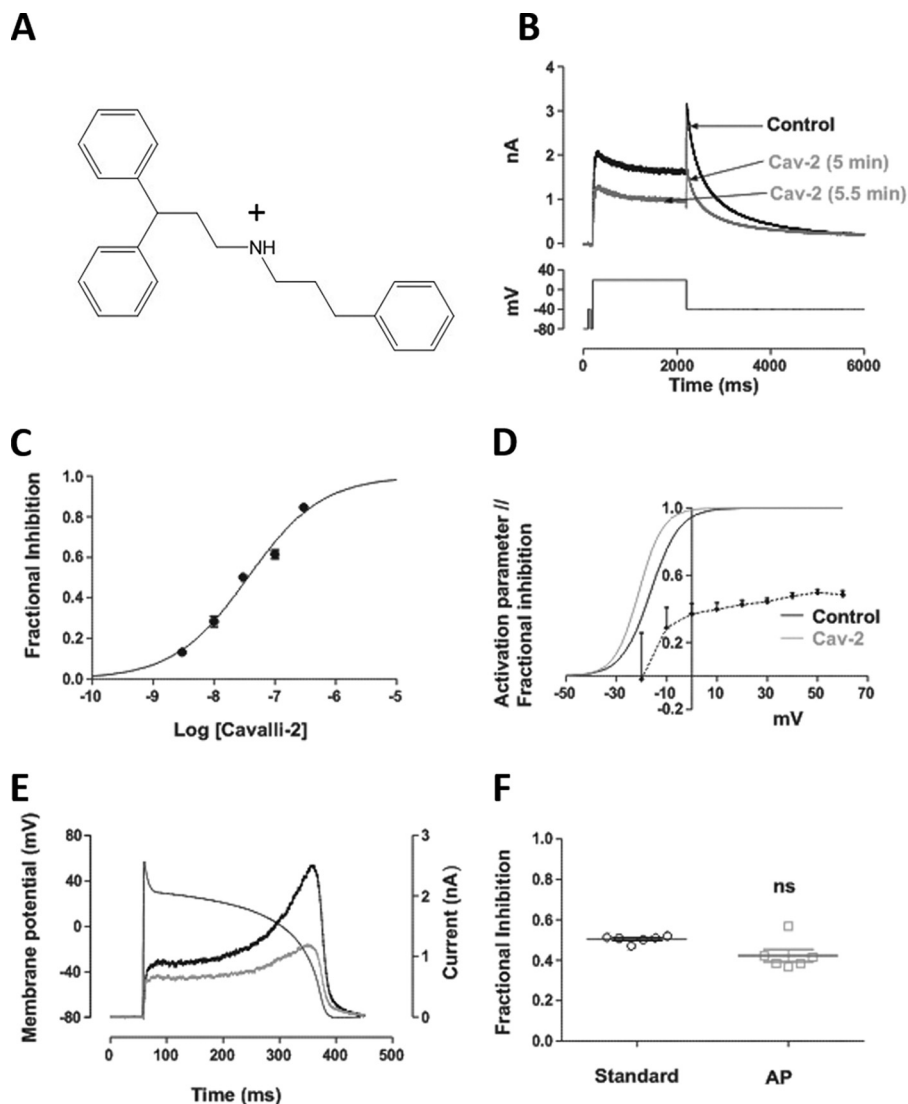 A
+
NH
B
4
3
2
1
0
nA
Control
Cav-2 (5 min)
Cav-2 (5.5 min)
40
0
-40
-80
mV
0 2000 4000 6000
Time (ms)
C
1.0
0.8
0.6
0.4
0.2
0.0
Fractional Inhibition
-10 -9 -8 -7 -6 -5
Log [Cavalli-2]
D
Activation parameter //
Fractional inhibition
1.0
0.6
0.2
-0.2
Control
Cav-2
-50 -30 -10 10 30 50 70
mV
E
Membrane potential (mV)
80
40
0
-40
-80
3
2
1
0
Current (nA)
0 100 200 300 400 500
Time (ms)
F
Fractional Inhibition
1.0
0.8
0.6
0.4
0.2
0.0
ns
Standard AP